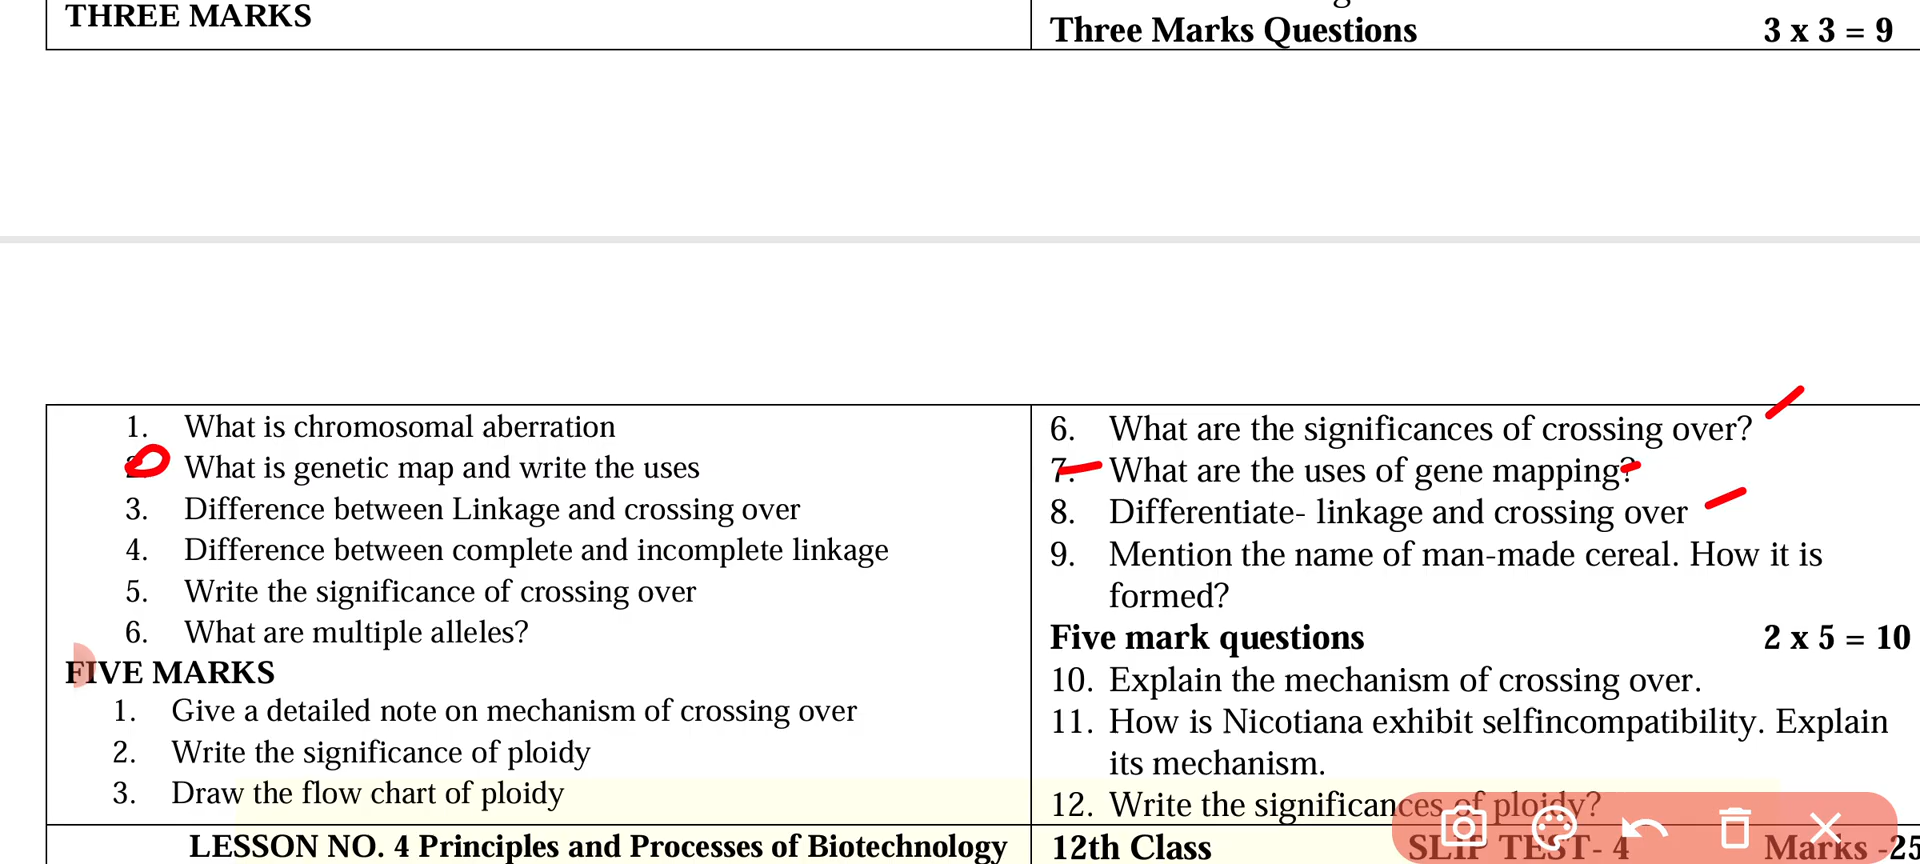 THREE MARKS
Three Marks Questions 3 x 3 = 9
1. What is chromosomal aberration
What is genetic map and write the uses
3. Difference between Linkage and crossing over
4. Difference between complete and incomplete linkage
5. Write the significance of crossing over
6. What are multiple alleles?
FIVE MARKS
1. Give a detailed note on mechanism of crossing over
2. Write the significance of ploidy
3. Draw the flow chart of ploidy
6. What are the significances of crossing over?
7. What are the uses of gene mapping?
8. Differentiate- linkage and crossing over
9. Mention the name of man-made cereal. How it is
formed?
Five mark questions 2 x 5 = 10
10. Explain the mechanism of crossing over.
11. How is Nicotiana exhibit selfincompatibility. Explain
its mechanism.
12. Write the significances of ploidy?
LESSON NO. 4 Principles and Processes of Biotechnology
12th Class SLIP TEST- 4 Marks -25